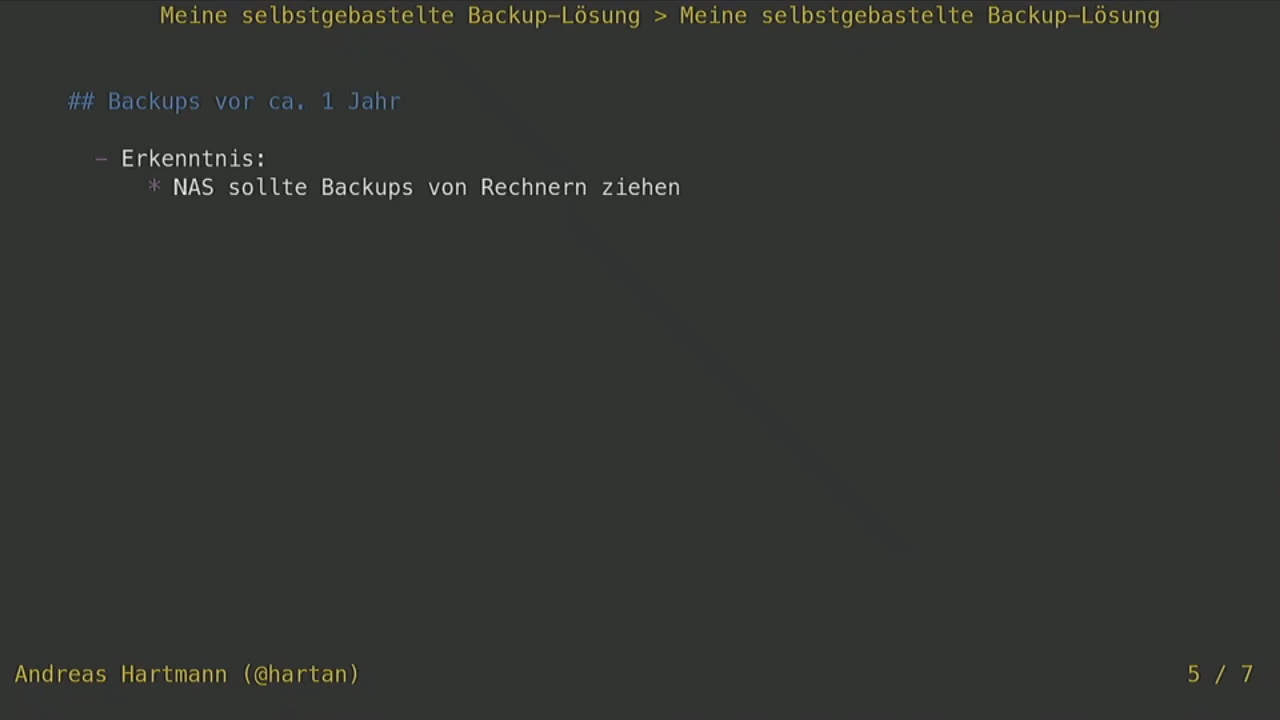 Meine selbstgebastelte Backup-Lösung > Meine selbstgebastelte Backup-Lösung
## Backups vor ca. 1 Jahr
- Erkenntnis:
* NAS sollte Backups von Rechnern ziehen
Andreas Hartmann (@hartan)
5 / 7